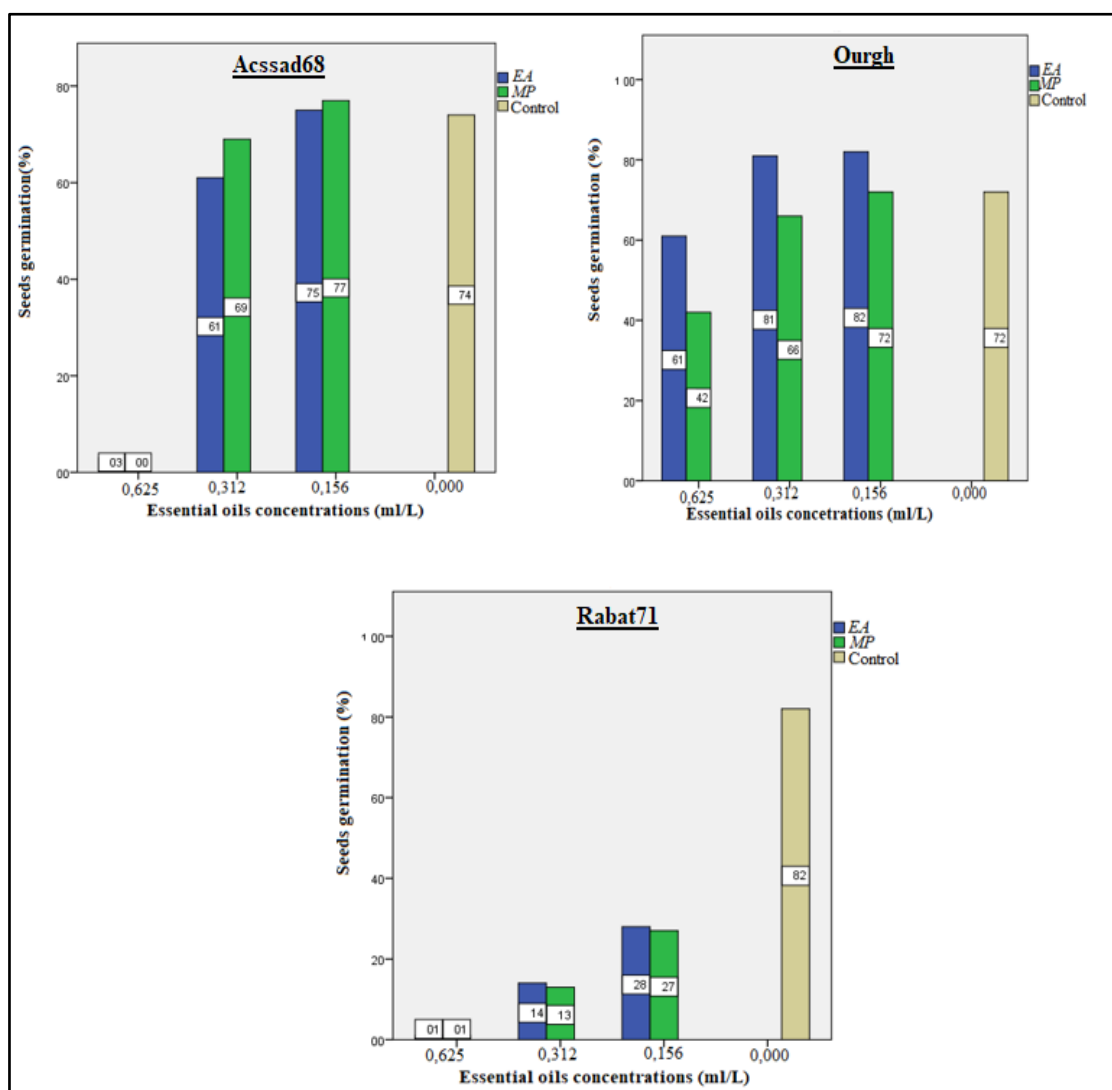 Acssad68
EA
MP
Control
Seeds germination(%)
80
60
40
20
00
61
69
75
77
74
03
00
0,625
0,312
0,156
0,000
Essential oils concentrations (ml/L)
Ourgh
EA
MP
Control
Seeds germination (%)
1 00
80
60
40
20
00
61
42
81
66
82
72
72
0,625
0,312
0,156
0,000
Essential oils concetrations (ml/L)
Rabat71
EA
MP
Control
Seeds germination (%)
1 00
80
60
40
20
00
01
01
14
13
28
27
82
0,625
0,312
0,156
0,000
Essential oils concentrations (ml/L)